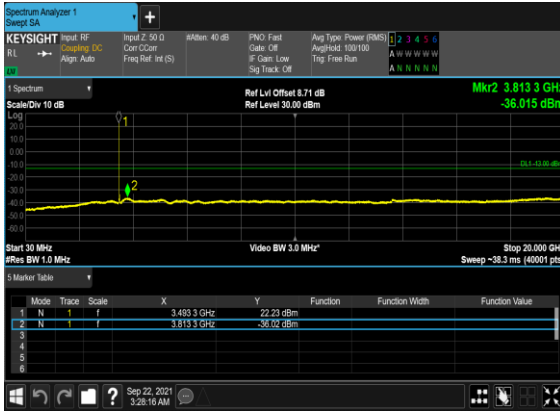 Spectrum Analyzer 1
Swept SA
+
KEYSIGHT
RL
Input: RF
Coupling: DC
Align: Auto
Input Z: 50 Ω
Corr CCorr
Freq Ref: Int (S)
#Atten: 40 dB
PNO: Fast
Gate: Off
IF Gain: Low
Sig Track: Off
Avg Type: Power (RMS)
Avg|Hold: 100/100
Trig: Free Run
1 2 3 4 5 6
A W W W W W
A N N N N N
1 Spectrum
Scale/Div 10 dB
Ref Lvl Offset 8.71 dB
Ref Level 30.00 dBm
Mkr2 3.813 3 GHz
-36.015 dBm
Log
20.0
10.0
0.00
-10.0
-20.0
-30.0
-40.0
-50.0
-60.0
1
2
DL1 -13.00 dBm
Start 30 MHz
#Res BW 1.0 MHz
Video BW 3.0 MHz*
Stop 20.000 GHz
Sweep ~38.3 ms (40001 pts)
5 Marker Table
Mode Trace Scale X Y Function Function Width Function Value
1 N 1 f 3.493 3 GHz 22.23 dBm
2 N 1 f 3.813 3 GHz -36.02 dBm
3
4
5
6
?
Sep 22, 2021
3:28:16 AM